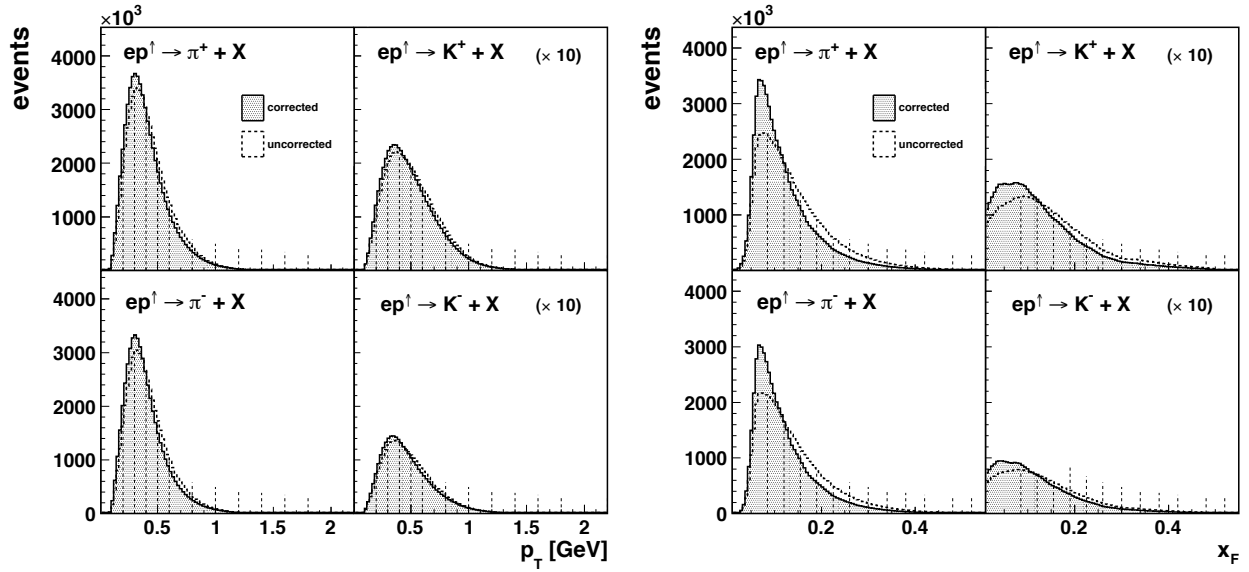 ×10³
×10³
events
4000
3000
2000
1000
ep↑ → π⁺ + X
corrected
uncorrected
ep↑ → K⁺ + X (× 10)
4000
3000
2000
1000
0
ep↑ → π⁻ + X
ep↑ → K⁻ + X (× 10)
0.5 1 1.5 2
0.5 1 1.5 2
p_T [GeV]
events
4000
3000
2000
1000
ep↑ → π⁺ + X
corrected
uncorrected
ep↑ → K⁺ + X (× 10)
4000
3000
2000
1000
0
ep↑ → π⁻ + X
ep↑ → K⁻ + X (× 10)
0.2 0.4
0.2 0.4
x_F